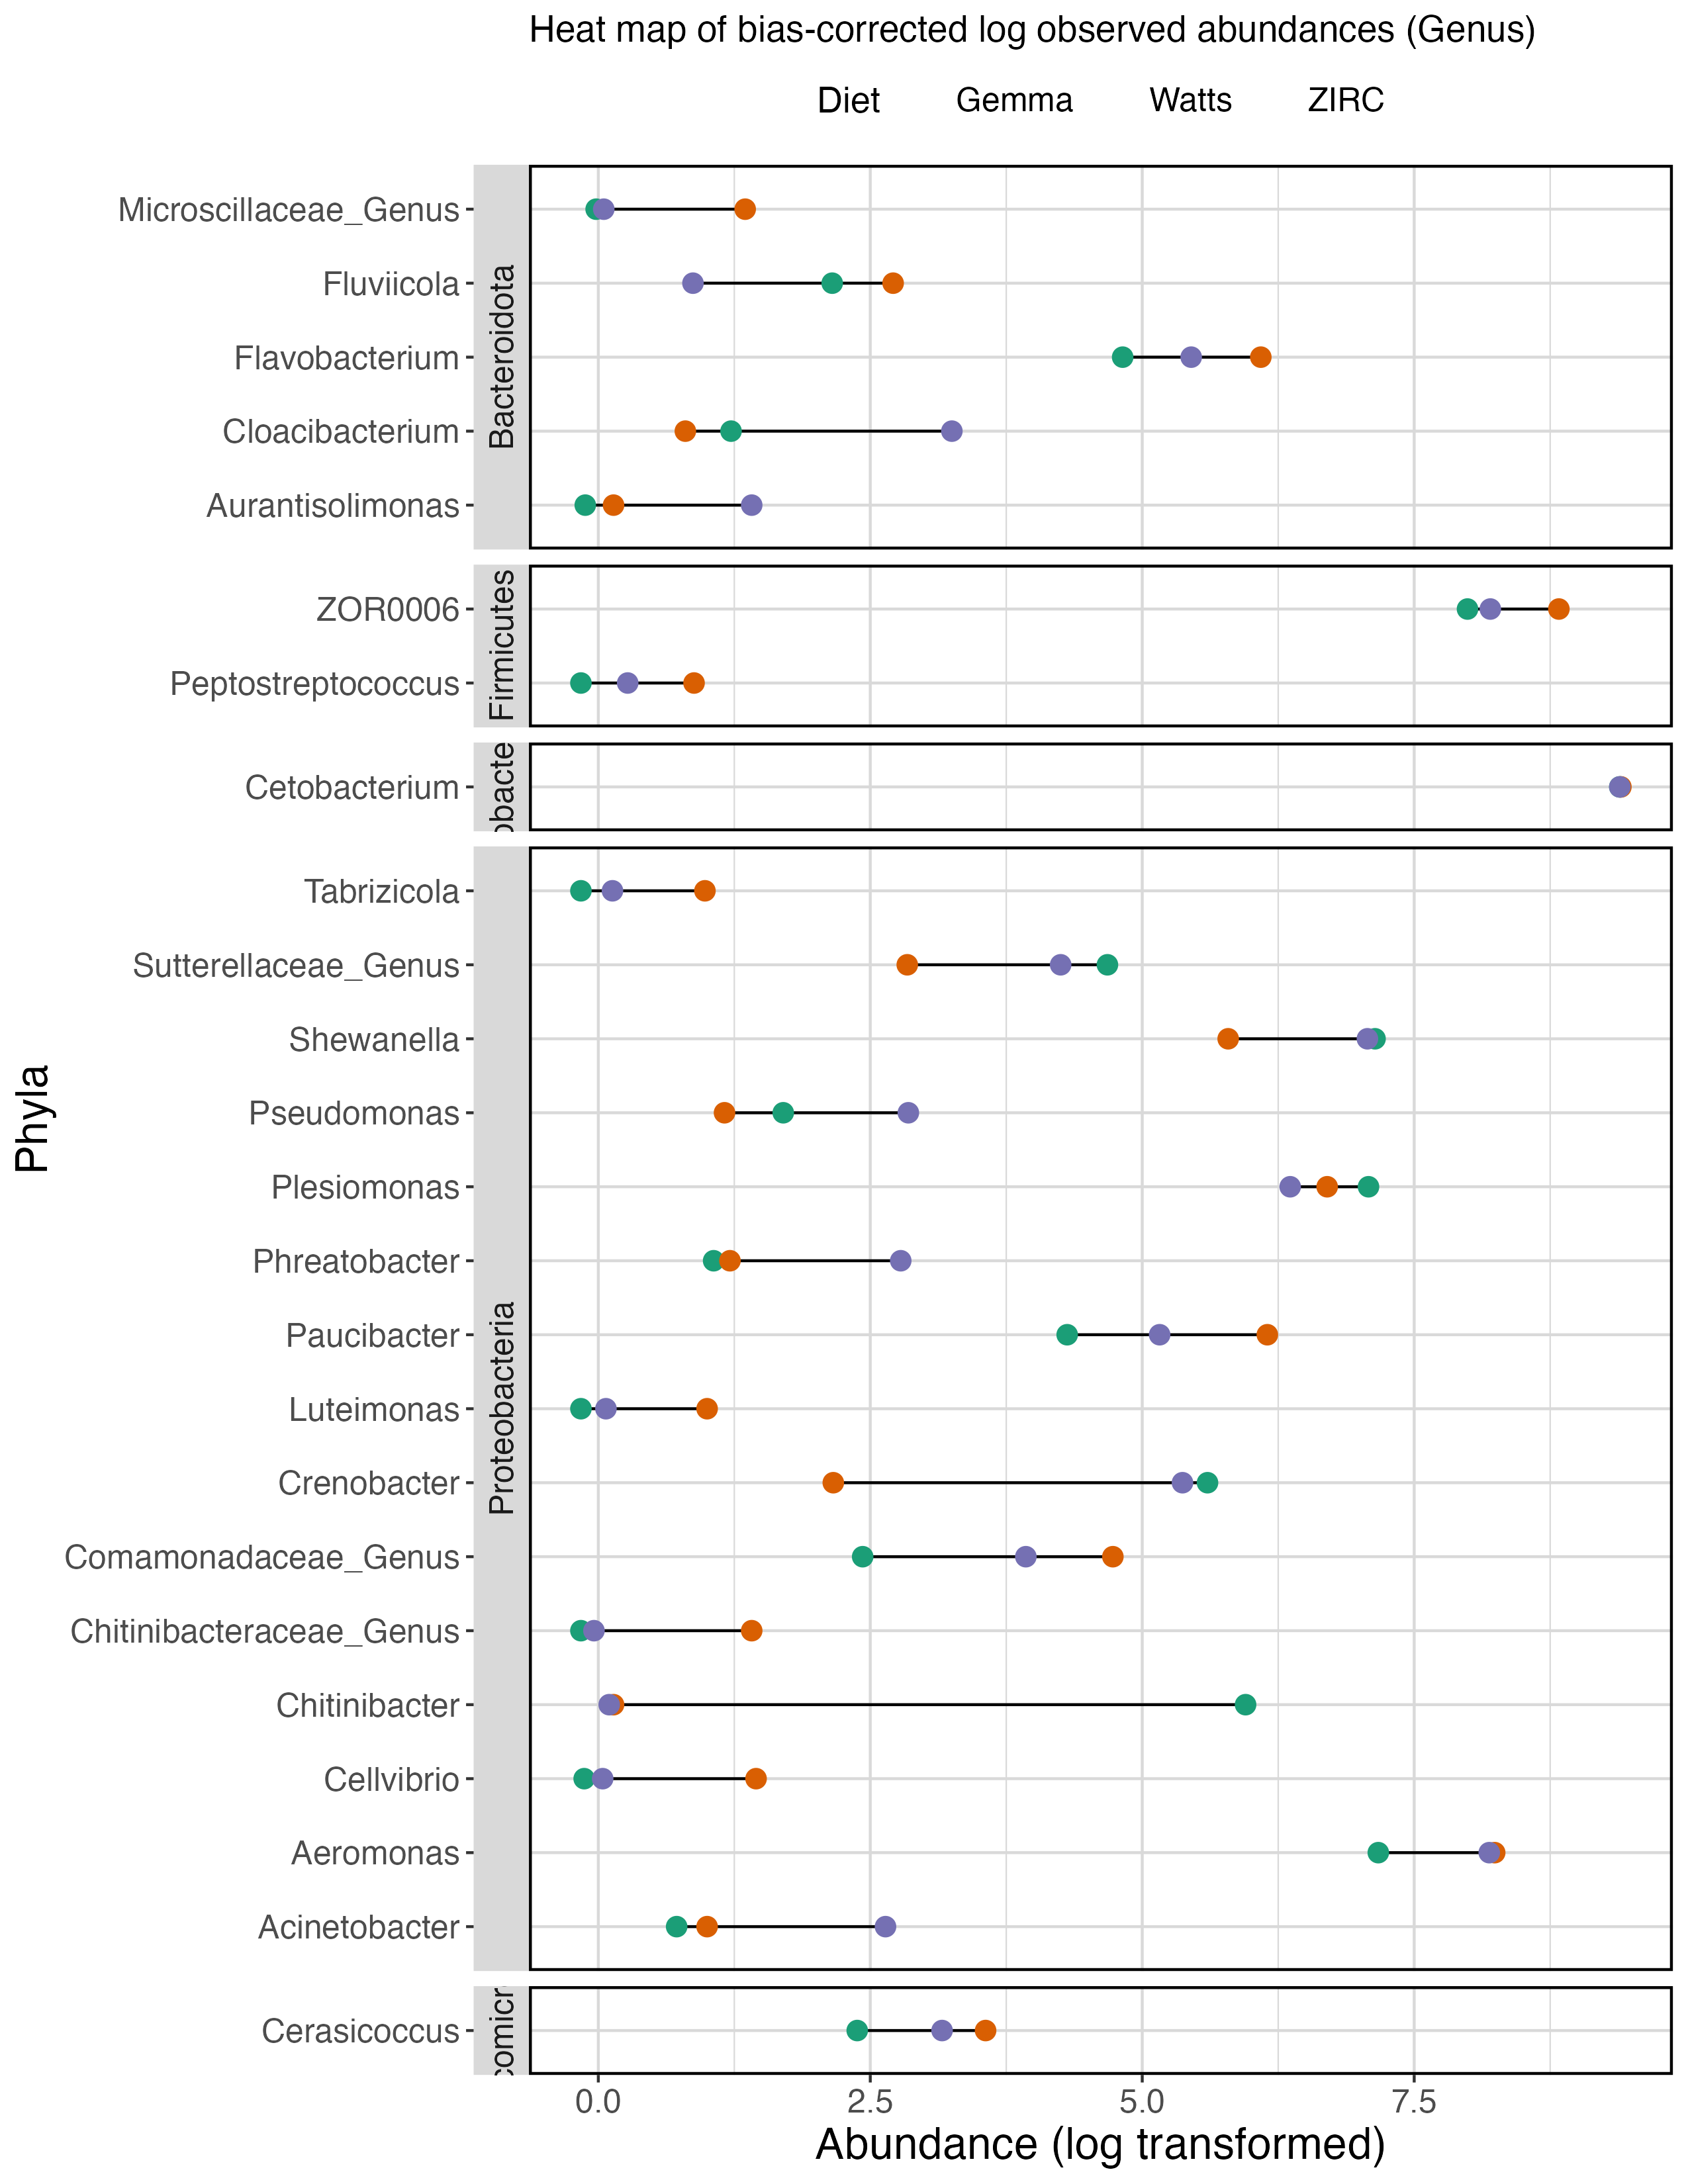 Heat map of bias-corrected log observed abundances (Genus)
Diet Gemma Watts ZIRC
Phyla
Bacteroidota
Microscillaceae_Genus
Fluviicola
Flavobacterium
Cloacibacterium
Aurantisolimonas
Firmicutes
ZOR0006
Peptostreptococcus
obacte
Cetobacterium
Proteobacteria
Tabrizicola
Sutterellaceae_Genus
Shewanella
Pseudomonas
Plesiomonas
Phreatobacter
Paucibacter
Luteimonas
Crenobacter
Comamonadaceae_Genus
Chitinibacteraceae_Genus
Chitinibacter
Cellvibrio
Aeromonas
Acinetobacter
comicr
Cerasicoccus
0.0 2.5 5.0 7.5
Abundance (log transformed)